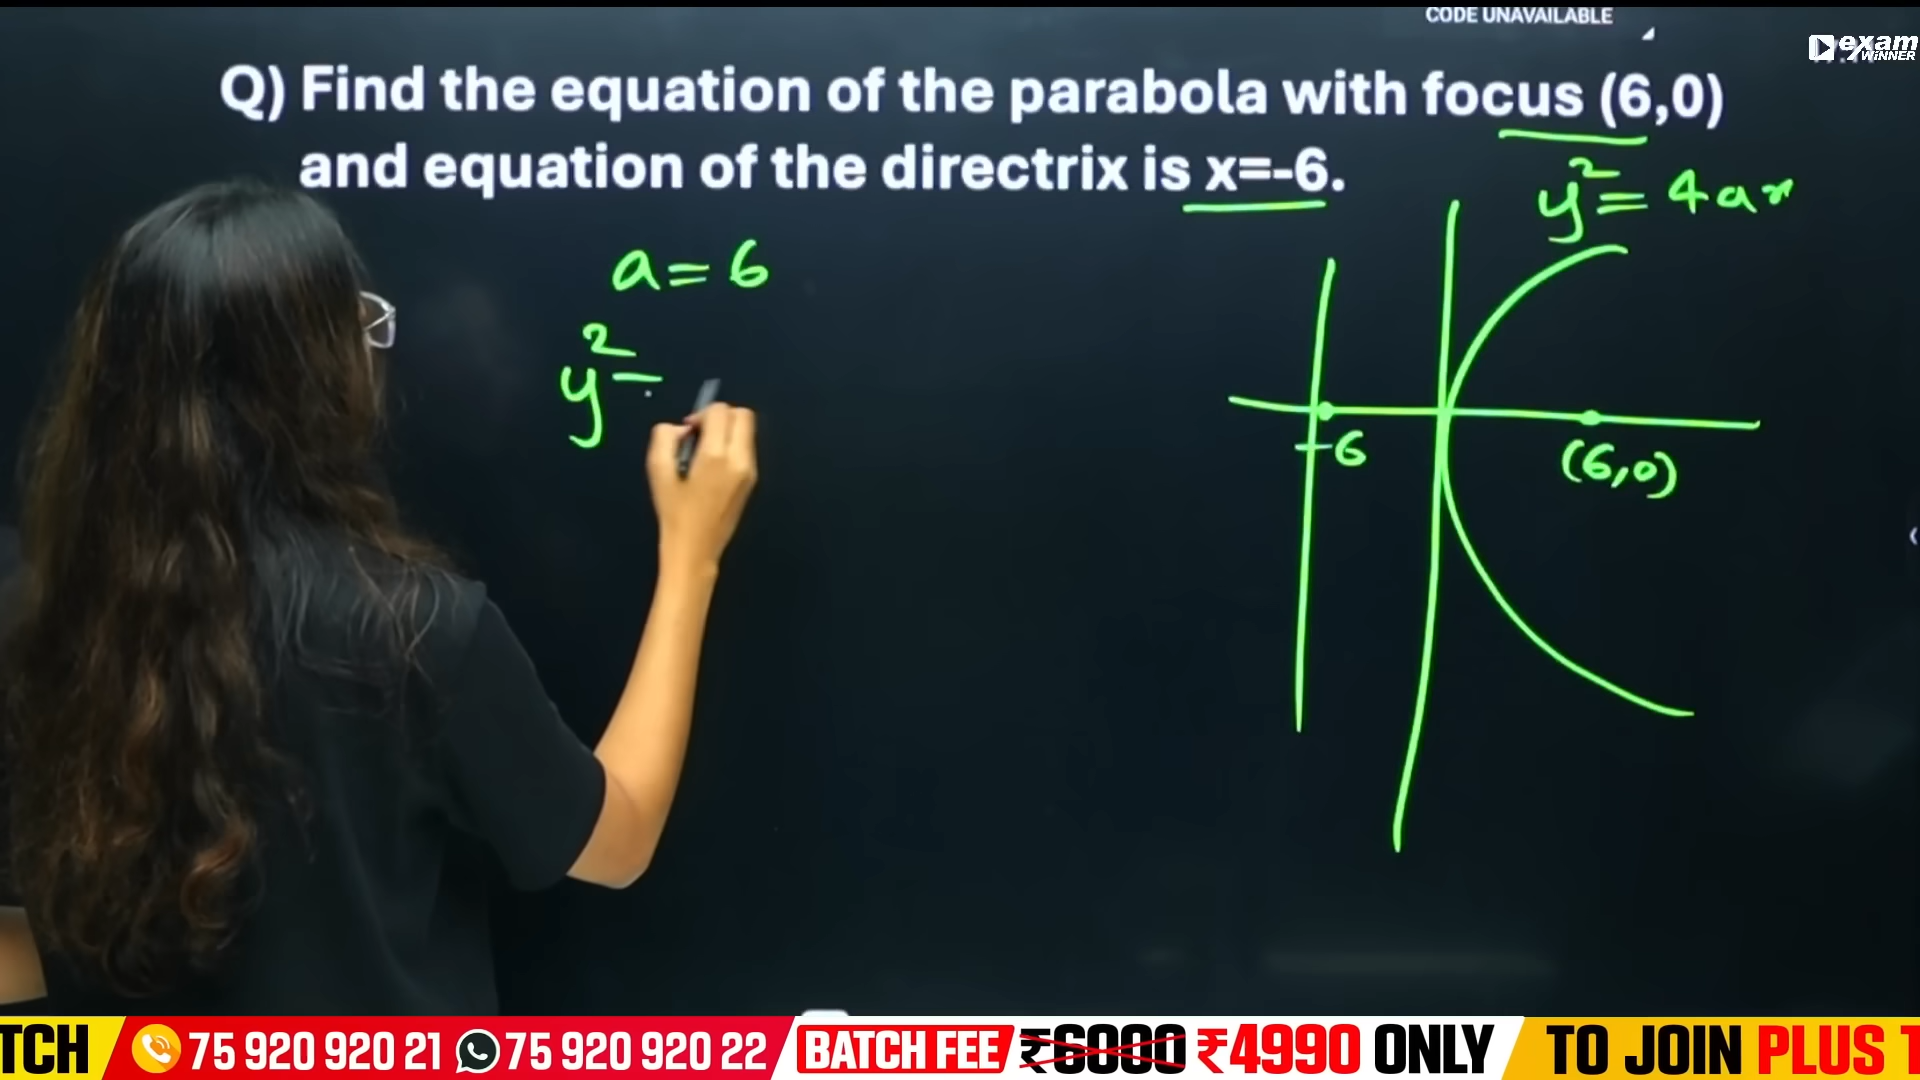 CODE UNAVAILABLE
exam
WINNER
Q) Find the equation of the parabola with focus (6,0)
and equation of the directrix is x=-6.
y² = 4ax
a = 6
y²
-6
(6,0)
TCH 75 920 920 21 75 920 920 22 BATCH FEE ₹6000 ₹4990 ONLY TO JOIN PLUS